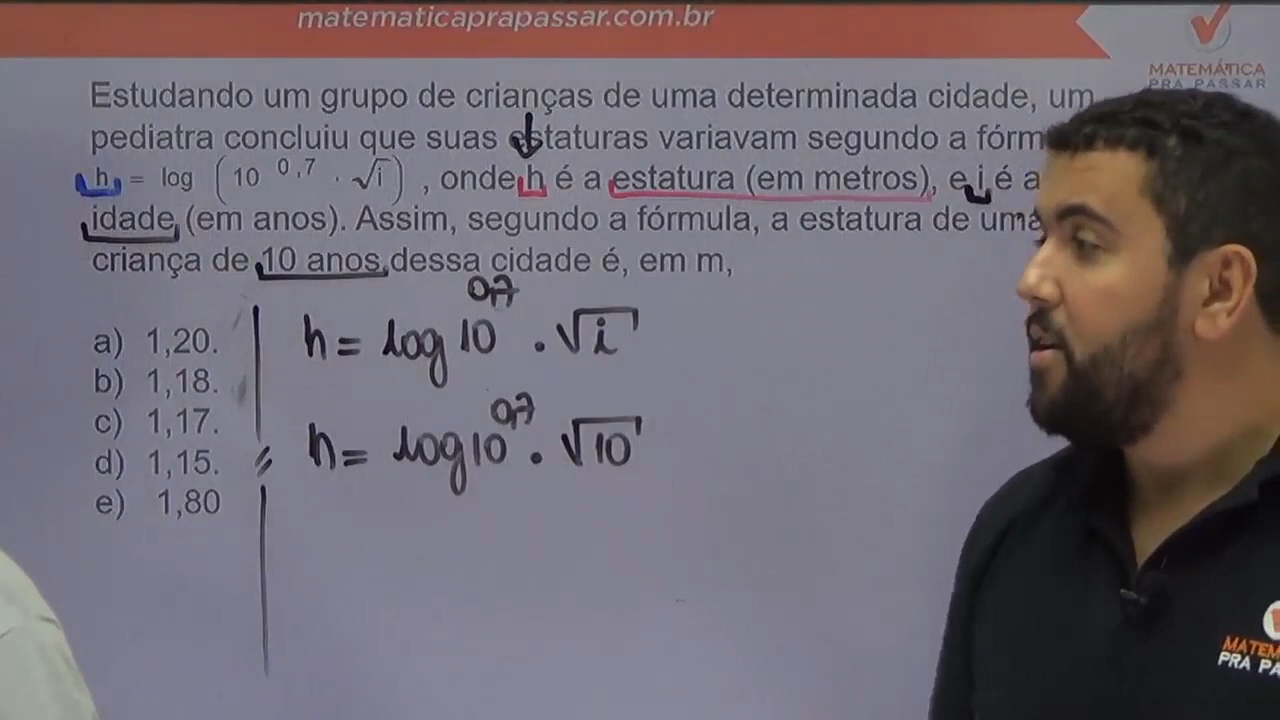 matematicaprapassar.com.br
MATEMÁTICA
PRA PASSAR
Estudando um grupo de crianças de uma determinada cidade, um
pediatra concluiu que suas estaturas variavam segundo a fórm
h = log (10 0,7 . √i) , onde h é a estatura (em metros), e i é a
idade (em anos). Assim, segundo a fórmula, a estatura de uma
criança de 10 anos dessa cidade é, em m,
a) 1,20.
b) 1,18.
c) 1,17.
d) 1,15.
e) 1,80
h = log 10^0,7 . √i
h = log 10^0,7 . √10
MATEM
PRA PA